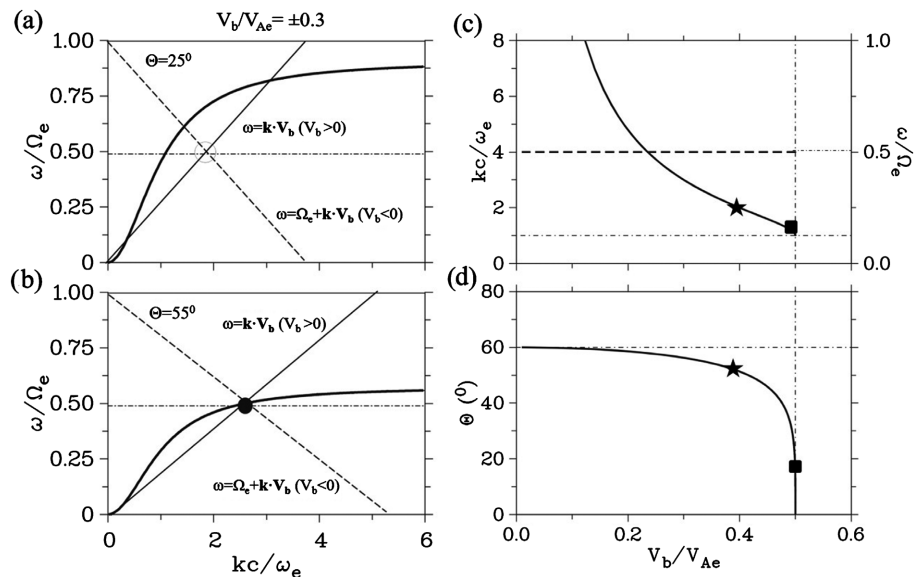 (a)
V_b/V_Ae= ±0.3
1.00
0.75
0.50
0.25
0
ω/Ω_e
Θ=25⁰
ω=k·V_b (V_b>0)
ω=Ω_e+k·V_b (V_b<0)
(b)
1.00
0.75
0.50
0.25
0
ω/Ω_e
Θ=55⁰
ω=k·V_b (V_b>0)
ω=Ω_e+k·V_b (V_b<0)
0 2 4 6
kc/ω_e
(c)
8
6
4
2
0
kc/ω_e
1.0
0.5
0.0
ω/Ω_e
(d)
80
60
40
20
0
Θ (⁰)
0.0 0.2 0.4 0.6
V_b/V_Ae